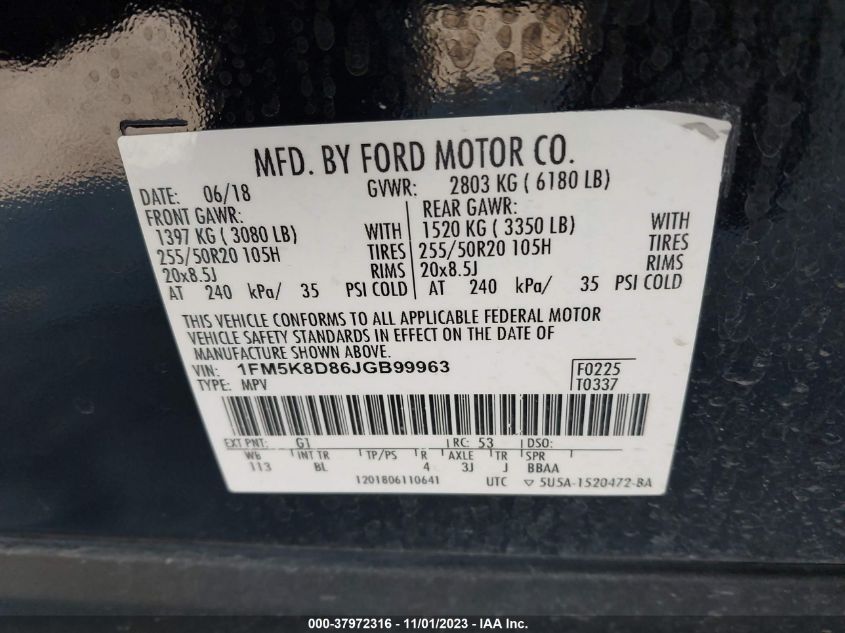 MFD. BY FORD MOTOR CO.
DATE: 06/18 GVWR: 2803 KG ( 6180 LB)
FRONT GAWR: REAR GAWR:
1397 KG ( 3080 LB) WITH 1520 KG ( 3350 LB) WITH
255/50R20 105H TIRES 255/50R20 105H TIRES
20x8.5J RIMS 20x8.5J RIMS
AT 240 kPa/ 35 PSI COLD AT 240 kPa/ 35 PSI COLD
THIS VEHICLE CONFORMS TO ALL APPLICABLE FEDERAL MOTOR
VEHICLE SAFETY STANDARDS IN EFFECT ON THE DATE OF
MANUFACTURE SHOWN ABOVE.
VIN: 1FM5K8D86JGB99963 F0225
TYPE: MPV T0337
EXT PNT: G1 RC: 53 DSO:
WB INT TR TP/PS R AXLE TR SPR
113 BL 4 3J J BBAA
1201806110641 UTC ▽ 5U5A-1520472-BA
000-37972316 - 11/01/2023 - IAA Inc.